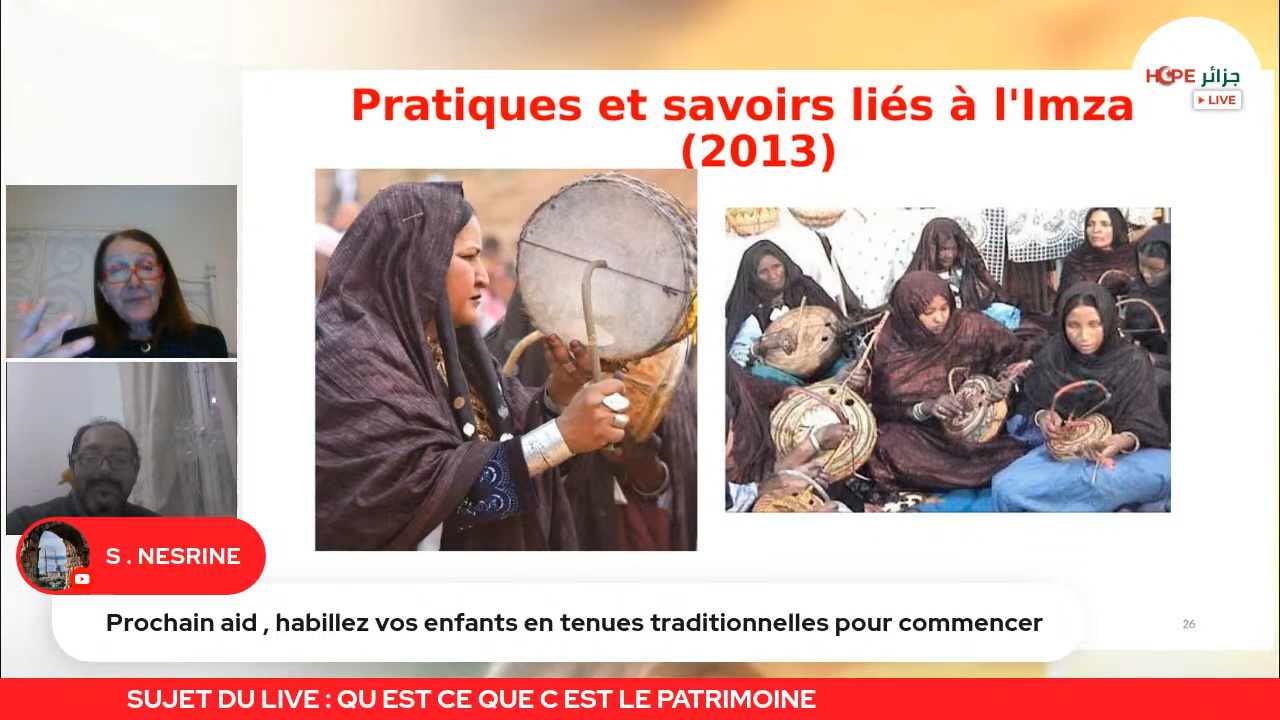 Pratiques et savoirs liés à l'Imza
(2013)
HOPE جزائر
LIVE
S . NESRINE
Prochain aid , habillez vos enfants en tenues traditionnelles pour commencer
26
SUJET DU LIVE : QU EST CE QUE C EST LE PATRIMOINE